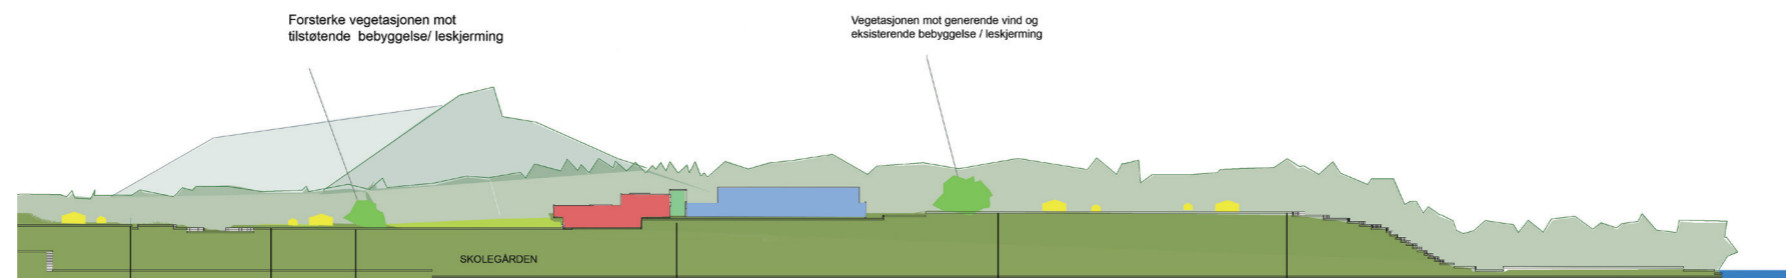 Forsterke vegetasjonen mot
tilstøtende bebyggelse/ leskjerming
Vegetasjonen mot generende vind og
eksisterende bebyggelse / leskjerming
SKOLEGÅRDEN